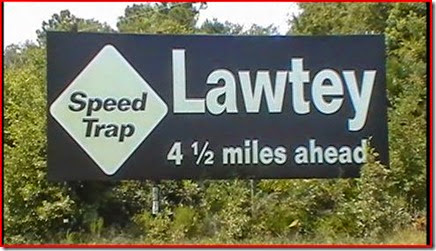 Speed
Trap
Lawtey
4 ½ miles ahead